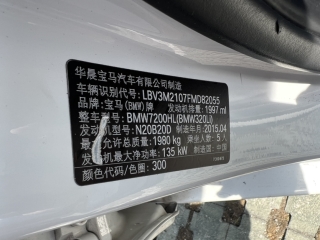 华晨宝马汽车有限公司制造
车辆识别代号: LBV3M2107FMD82055
品牌: 宝马(BMW)牌 发动机排量: 1997 ml
整车型号: BMW7200HL(BMW320Li)
发动机型号: N20B20D 制造年月: 2015.04
最大允许总质量: 1980 kg 乘坐人数: 5 人
发动机最大净功率: 135 kW 制造国: 中国
颜色代码/色圈: 300